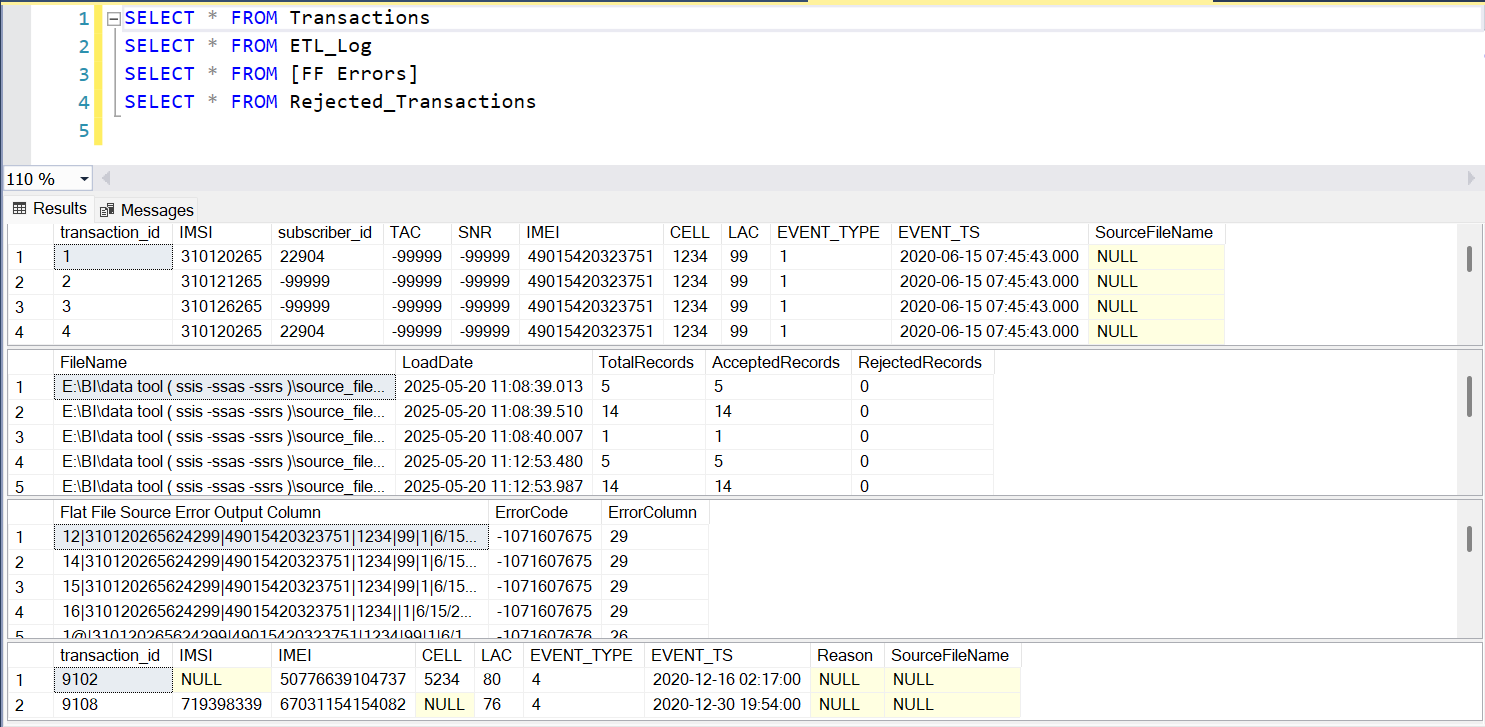 1 SELECT * FROM Transactions
2 SELECT * FROM ETL_Log
3 SELECT * FROM [FF Errors]
4 SELECT * FROM Rejected_Transactions
5
110 %
Results Messages
transaction_id IMSI subscriber_id TAC SNR IMEI CELL LAC EVENT_TYPE EVENT_TS SourceFileName
1 1 310120265 22904 -99999 -99999 49015420323751 1234 99 1 2020-06-15 07:45:43.000 NULL
2 2 310121265 -99999 -99999 -99999 49015420323751 1234 99 1 2020-06-15 07:45:43.000 NULL
3 3 310126265 -99999 -99999 -99999 49015420323751 1234 99 1 2020-06-15 07:45:43.000 NULL
4 4 310120265 22904 -99999 -99999 49015420323751 1234 99 1 2020-06-15 07:45:43.000 NULL
FileName LoadDate TotalRecords AcceptedRecords RejectedRecords
1 E:\BI\data tool ( ssis -ssas -ssrs )\source_file... 2025-05-20 11:08:39.013 5 5 0
2 E:\BI\data tool ( ssis -ssas -ssrs )\source_file... 2025-05-20 11:08:39.510 14 14 0
3 E:\BI\data tool ( ssis -ssas -ssrs )\source_file... 2025-05-20 11:08:40.007 1 1 0
4 E:\BI\data tool ( ssis -ssas -ssrs )\source_file... 2025-05-20 11:12:53.480 5 5 0
5 E:\BI\data tool ( ssis -ssas -ssrs )\source_file... 2025-05-20 11:12:53.987 14 14 0
Flat File Source Error Output Column ErrorCode ErrorColumn
1 12|310120265624299|49015420323751|1234|99|1|6/15... -1071607675 29
2 14|310120265624299|49015420323751|1234|99|1|6/15... -1071607675 29
3 15|310120265624299|49015420323751|1234|99|1|6/15... -1071607675 29
4 16|310120265624299|49015420323751|1234||1|6/15/2... -1071607675 29
5 1@|310120265624299|49015420323751|1234|99|1|6/1... -1071607676 26
transaction_id IMSI IMEI CELL LAC EVENT_TYPE EVENT_TS Reason SourceFileName
1 9102 NULL 50776639104737 5234 80 4 2020-12-16 02:17:00 NULL NULL
2 9108 719398339 67031154154082 NULL 76 4 2020-12-30 19:54:00 NULL NULL